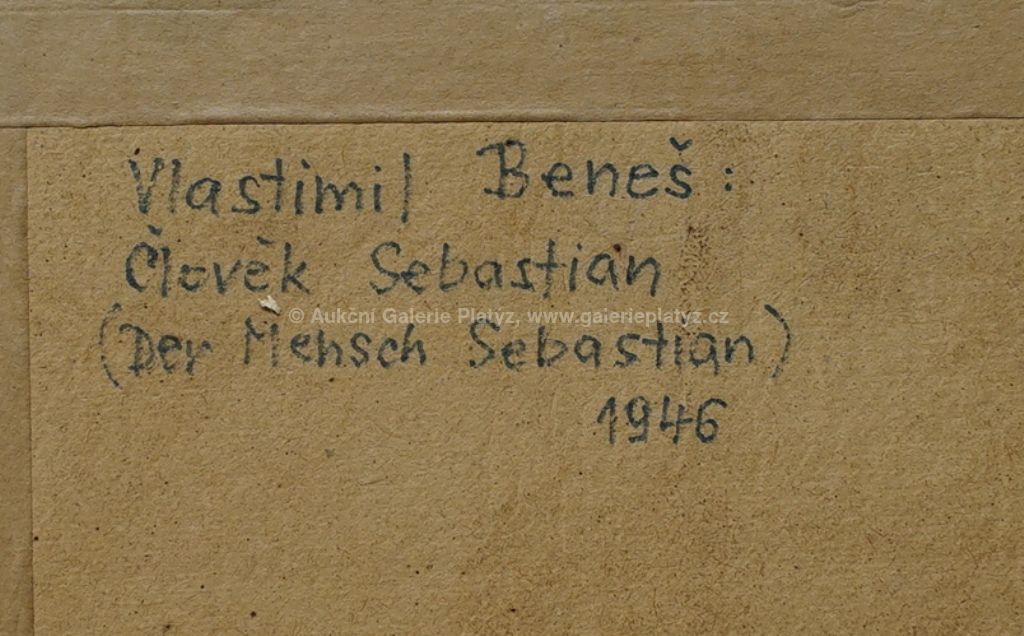 Vlastimil Beneš:
Člověk Sebastian
© Aukční Galerie Platýz, www.galerieplatyz.cz
(Der Mensch Sebastian)
1946